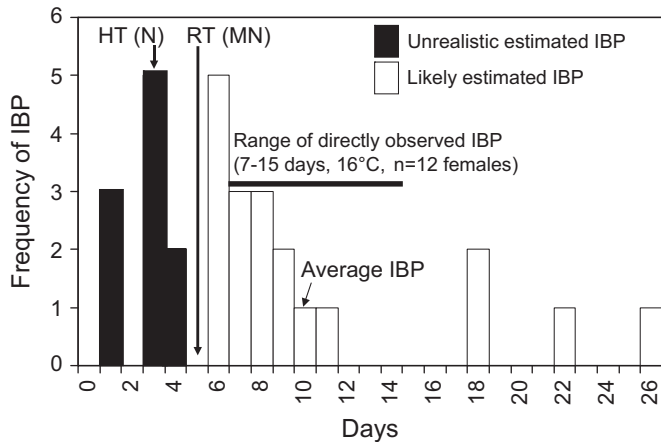 HT (N)
RT (MN)
Unrealistic estimated IBP
Likely estimated IBP
Range of directly observed IBP
(7-15 days, 16°C, n=12 females)
Average IBP
Frequency of IBP
6
5
4
3
2
1
0
0 2 4 6 8 10 12 14 16 18 20 22 24 26
Days